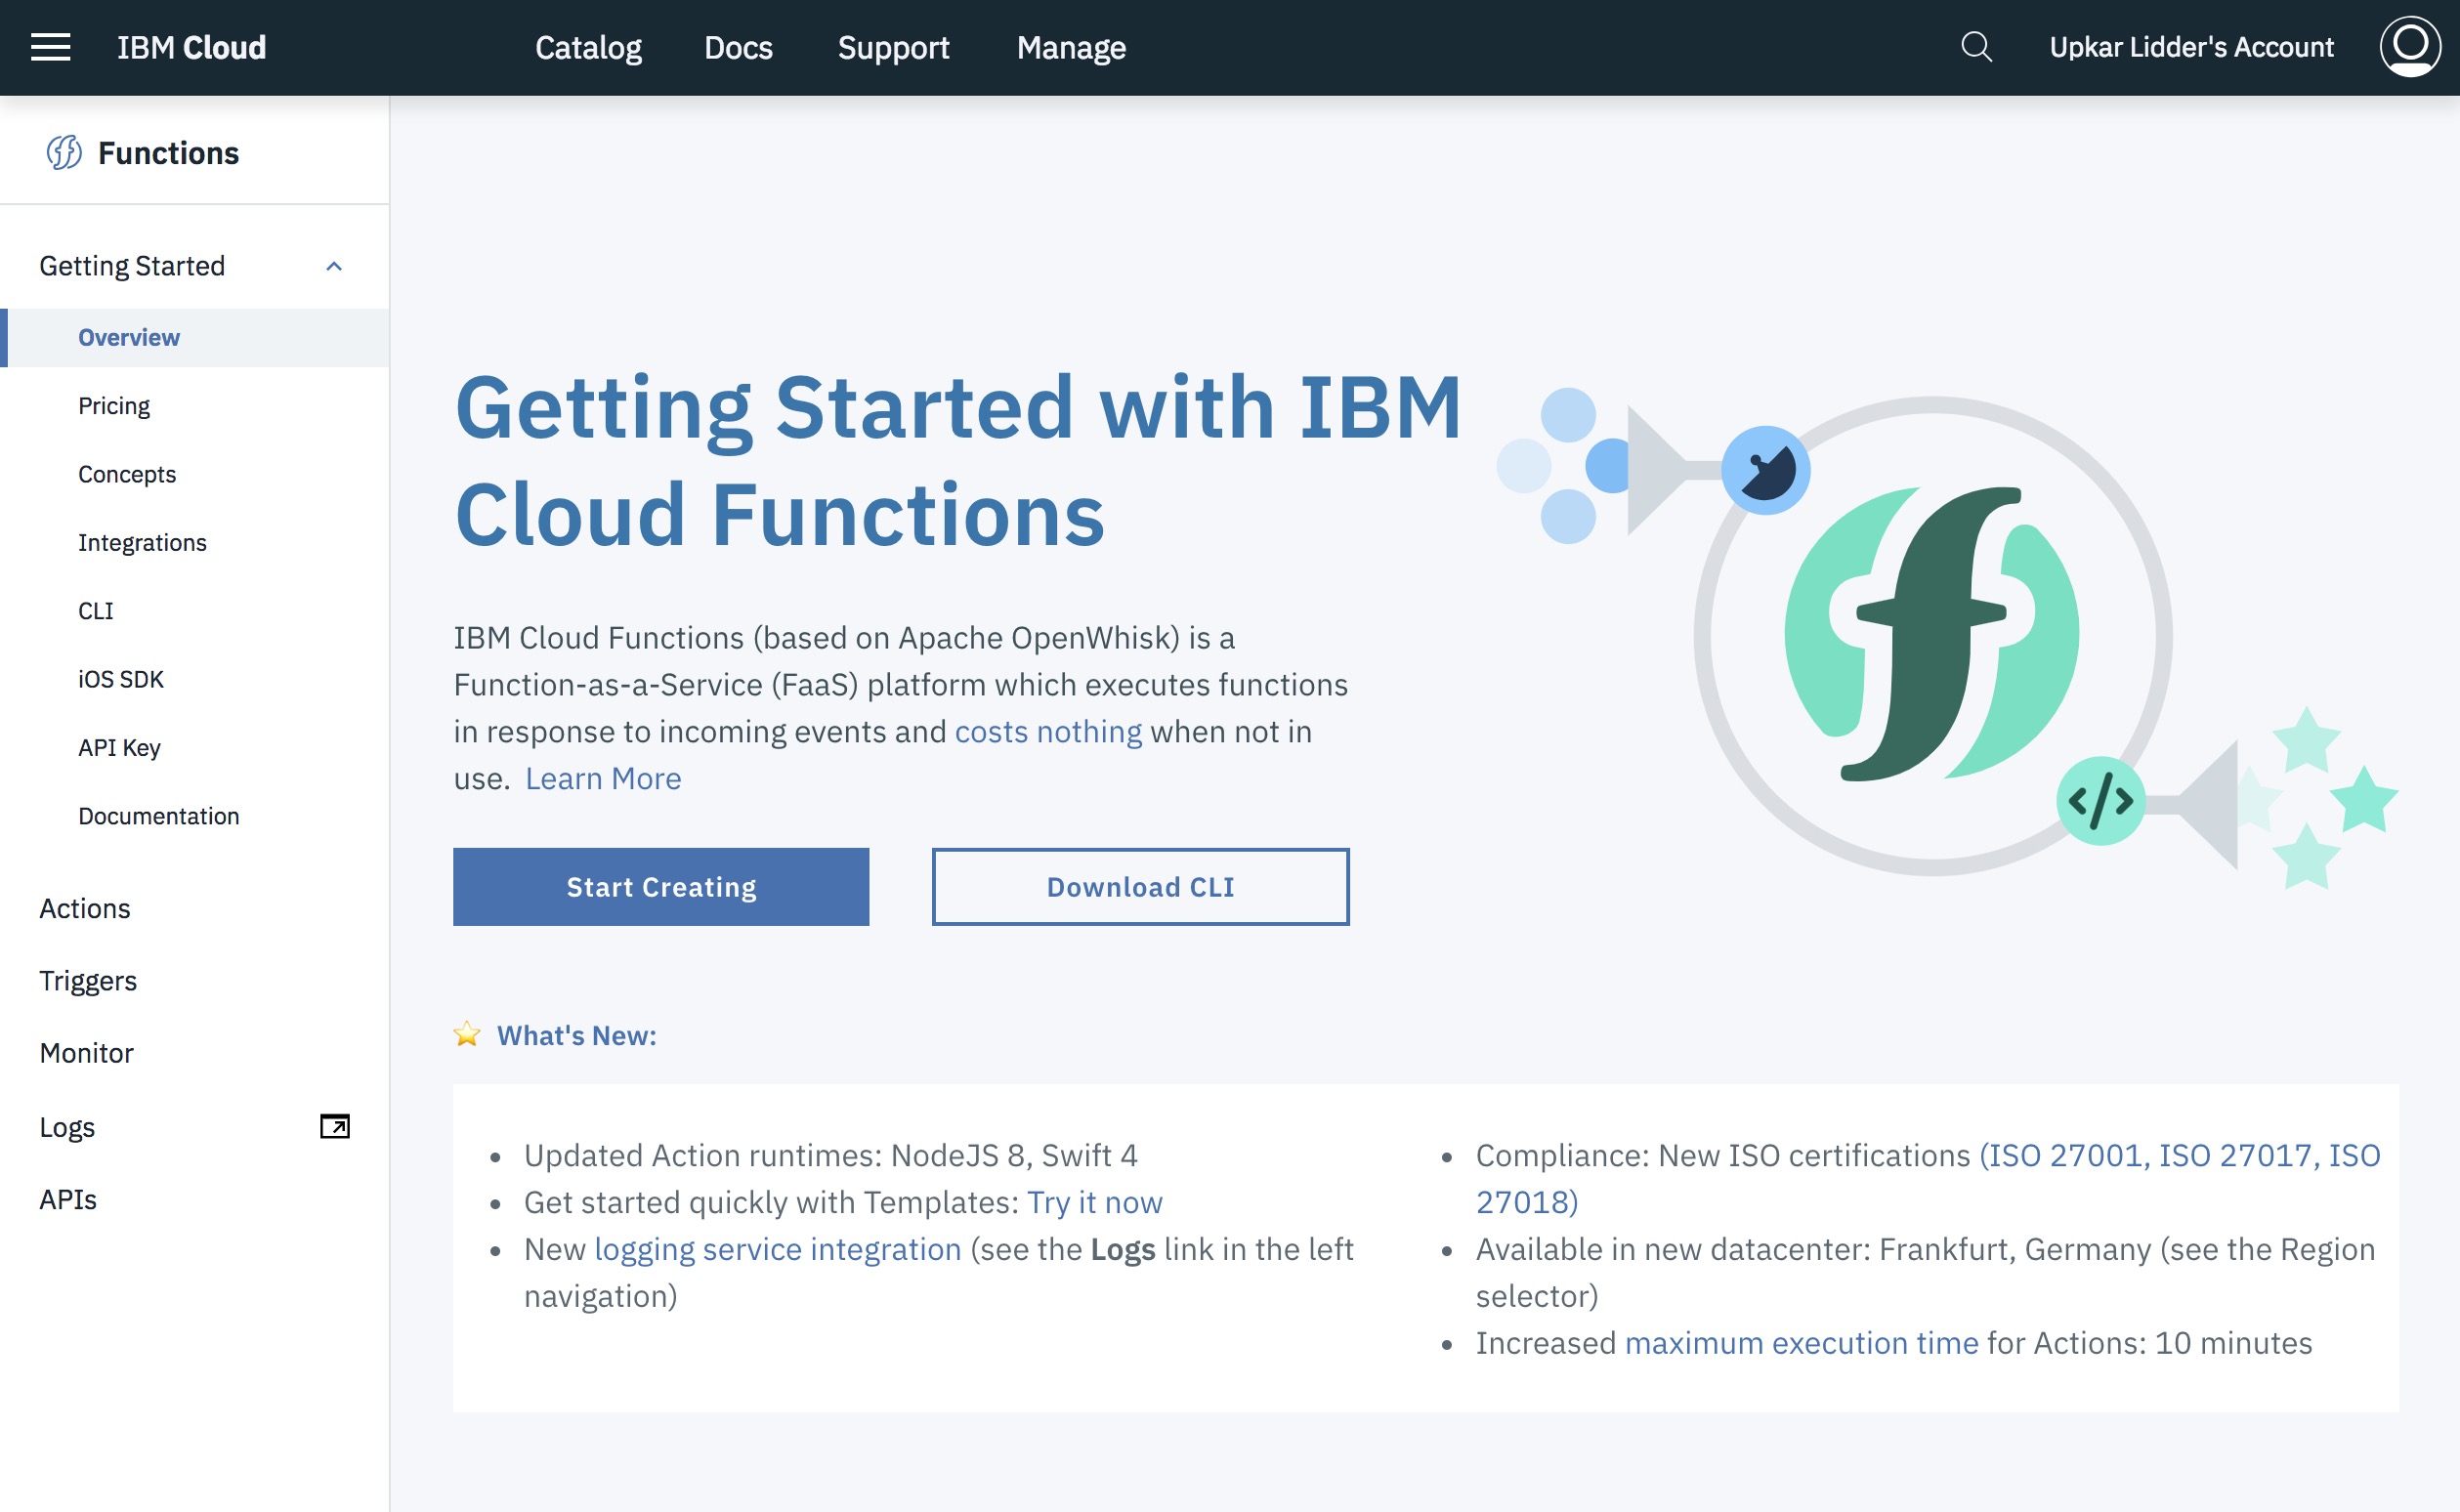 IBM Cloud
Catalog
Docs
Support
Manage
Upkar Lidder's Account
Functions
Getting Started
Overview
Pricing
Concepts
Integrations
CLI
iOS SDK
API Key
Documentation
Actions
Triggers
Monitor
Logs
APIs
Getting Started with IBM
Cloud Functions
IBM Cloud Functions (based on Apache OpenWhisk) is a
Function-as-a-Service (FaaS) platform which executes functions
in response to incoming events and costs nothing when not in
use. Learn More
Start Creating
Download CLI
What's New:
Updated Action runtimes: NodeJS 8, Swift 4
Get started quickly with Templates: Try it now
New logging service integration (see the Logs link in the left
navigation)
Compliance: New ISO certifications (ISO 27001, ISO 27017, ISO
27018)
Available in new datacenter: Frankfurt, Germany (see the Region
selector)
Increased maximum execution time for Actions: 10 minutes